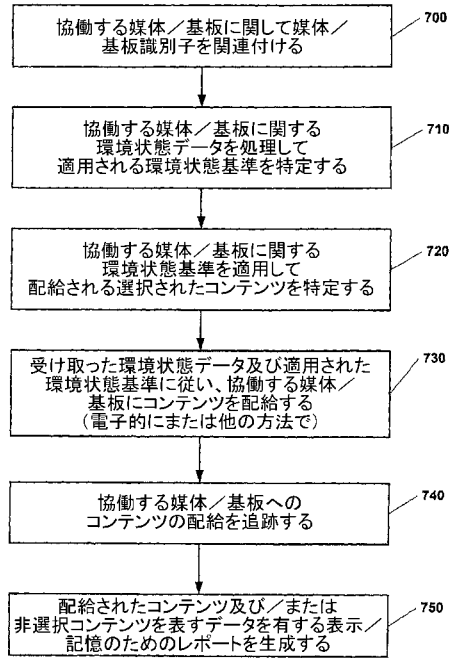 協働する媒体／基板に関して媒体／
基板識別子を関連付ける
700
協働する媒体／基板に関する
環境状態データを処理して
適用される環境状態基準を特定する
710
協働する媒体／基板に関する
環境状態基準を適用して
配給される選択されたコンテンツを特定する
720
受け取った環境状態データ及び適用された
環境状態基準に従い、協働する媒体／
基板にコンテンツを配給する
（電子的にまたは他の方法で）
730
協働する媒体／基板への
コンテンツの配給を追跡する
740
配給されたコンテンツ及び／または
非選択コンテンツを表すデータを有する表示／
記憶のためのレポートを生成する
750